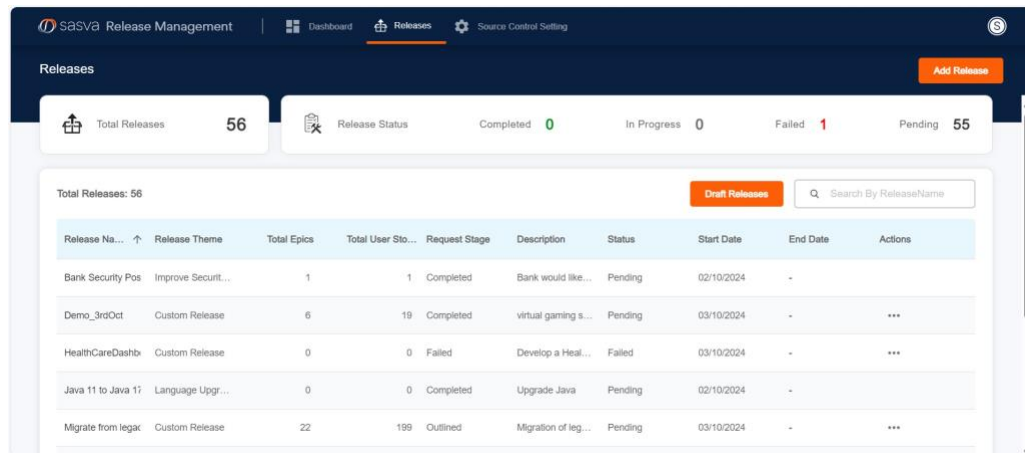 sasva Release Management | Dashboard Releases Source Control Setting S
Releases Add Release
Total Releases 56 Release Status Completed 0 In Progress 0 Failed 1 Pending 55
Total Releases: 56 Draft Releases Search By ReleaseName
Release Na... Release Theme Total Epics Total User Sto... Request Stage Description Status Start Date End Date Actions
Bank Security Pos Improve Securit... 1 1 Completed Bank would like... Pending 02/10/2024 -
Demo_3rdOct Custom Release 6 19 Completed virtual gaming s... Pending 03/10/2024 - •••
HealthCareDashb Custom Release 0 0 Failed Develop a Heal... Failed 03/10/2024 - •••
Java 11 to Java 17 Language Upgr... 0 0 Completed Upgrade Java Pending 02/10/2024 -
Migrate from legac Custom Release 22 199 Outlined Migration of leg... Pending 03/10/2024 - •••